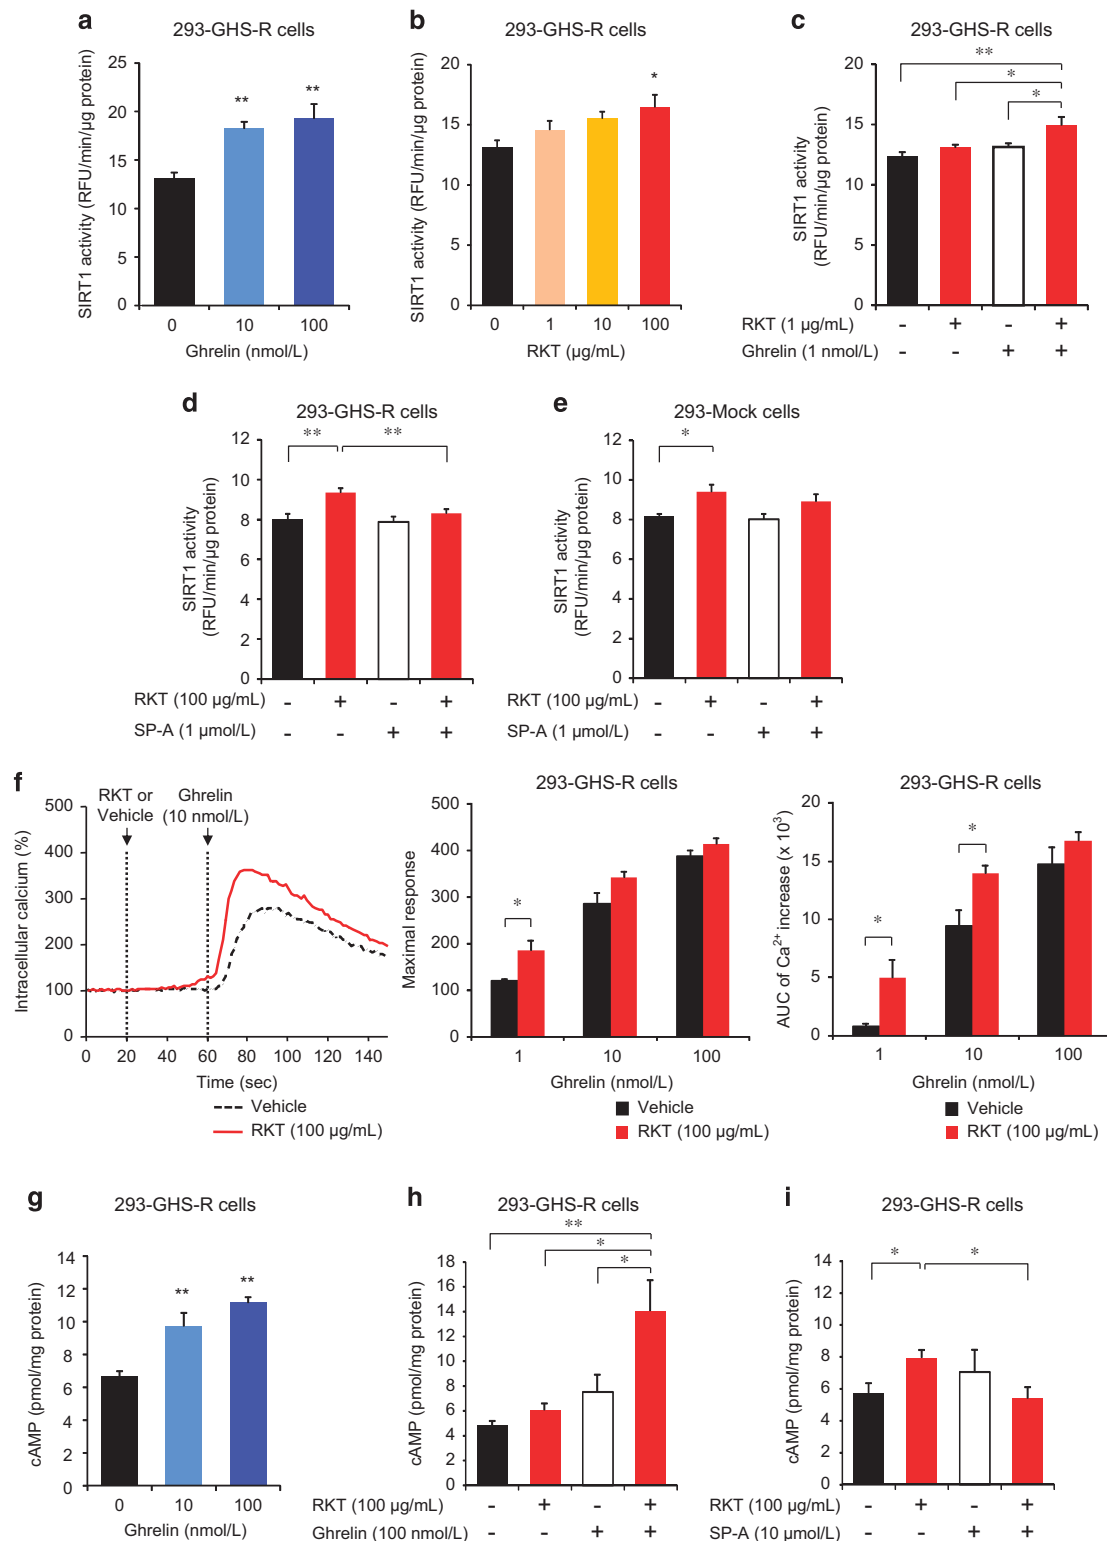 a
293-GHS-R cells
SIRT1 activity (RFU/min/µg protein)
25
20
15
10
5
0
**
**
0 10 100
Ghrelin (nmol/L)
b
293-GHS-R cells
SIRT1 activity (RFU/min/µg protein)
20
15
10
5
0
*
0 1 10 100
RKT (µg/mL)
c
293-GHS-R cells
SIRT1 activity
(RFU/min/µg protein)
20
15
10
5
0
**
*
*
RKT (1 µg/mL) - + - +
Ghrelin (1 nmol/L) - - + +
d
293-GHS-R cells
SIRT1 activity
(RFU/min/µg protein)
12
10
8
6
4
2
0
** **
RKT (100 µg/mL) - + - +
SP-A (1 µmol/L) - - + +
e
293-Mock cells
SIRT1 activity
(RFU/min/µg protein)
12
10
8
6
4
2
0
*
RKT (100 µg/mL) - + - +
SP-A (1 µmol/L) - - + +
f
RKT or
Vehicle
Ghrelin
(10 nmol/L)
Intracellular calcium (%)
500
400
300
200
100
0
0 20 40 60 80 100 120 140
Time (sec)
Vehicle
RKT (100 µg/mL)
293-GHS-R cells
Maximal response
500
400
300
200
100
0
*
1 10 100
Ghrelin (nmol/L)
Vehicle
RKT (100 µg/mL)
293-GHS-R cells
AUC of Ca²⁺ increase (x 10³)
15
10
5
0
*
*
1 10 100
Ghrelin (nmol/L)
Vehicle
RKT (100 µg/mL)
g
293-GHS-R cells
cAMP (pmol/mg protein)
14
12
10
8
6
4
2
0
**
**
0 10 100
Ghrelin (nmol/L)
h
293-GHS-R cells
cAMP (pmol/mg protein)
18
16
14
12
10
8
6
4
2
0
**
*
*
RKT (100 µg/mL) - + - +
Ghrelin (100 nmol/L) - - + +
i
293-GHS-R cells
cAMP (pmol/mg protein)
14
12
10
8
6
4
2
0
* *
RKT (100 µg/mL) - + - +
SP-A (10 µmol/L) - - + +